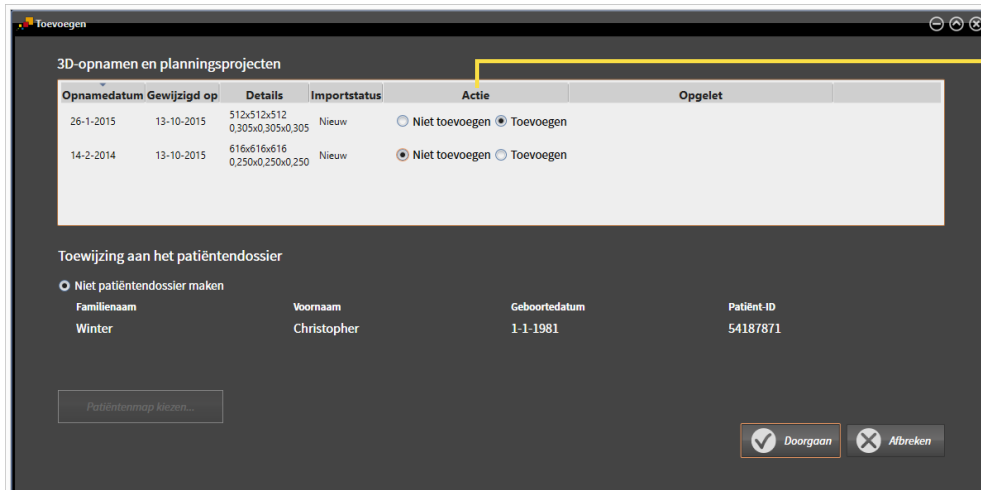 Toevoegen
3D-opnamen en planningsprojecten
Opnamedatum Gewijzigd op Details Importstatus Actie Opgelet
26-1-2015 13-10-2015 512x512x512 Nieuw Niet toevoegen Toevoegen
0,305x0,305x0,305
14-2-2014 13-10-2015 616x616x616 Nieuw Niet toevoegen Toevoegen
0,250x0,250x0,250
Toewijzing aan het patiëntendossier
Niet patiëntendossier maken
Familienaam Voornaam Geboortedatum Patiënt-ID
Winter Christopher 1-1-1981 54187871
Patiëntenmap kiezen...
Doorgaan Afbreken